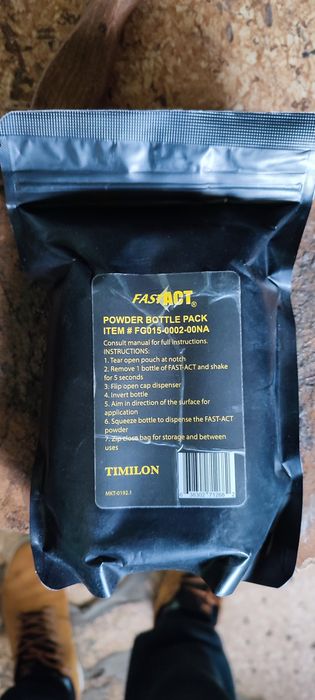 FAST ACT®
POWDER BOTTLE PACK
ITEM # FG015-0002-00NA
Consult manual for full instructions.
INSTRUCTIONS:
1. Tear open pouch at notch
2. Remove 1 bottle of FAST-ACT and shake
for 5 seconds
3. Flip open cap dispenser
4. Invert bottle
5. Aim in direction of the surface for
application
6. Squeeze bottle to dispense the FAST-ACT
powder
7. Zip close bag for storage and between
uses
TIMILON
MKT-0192.1